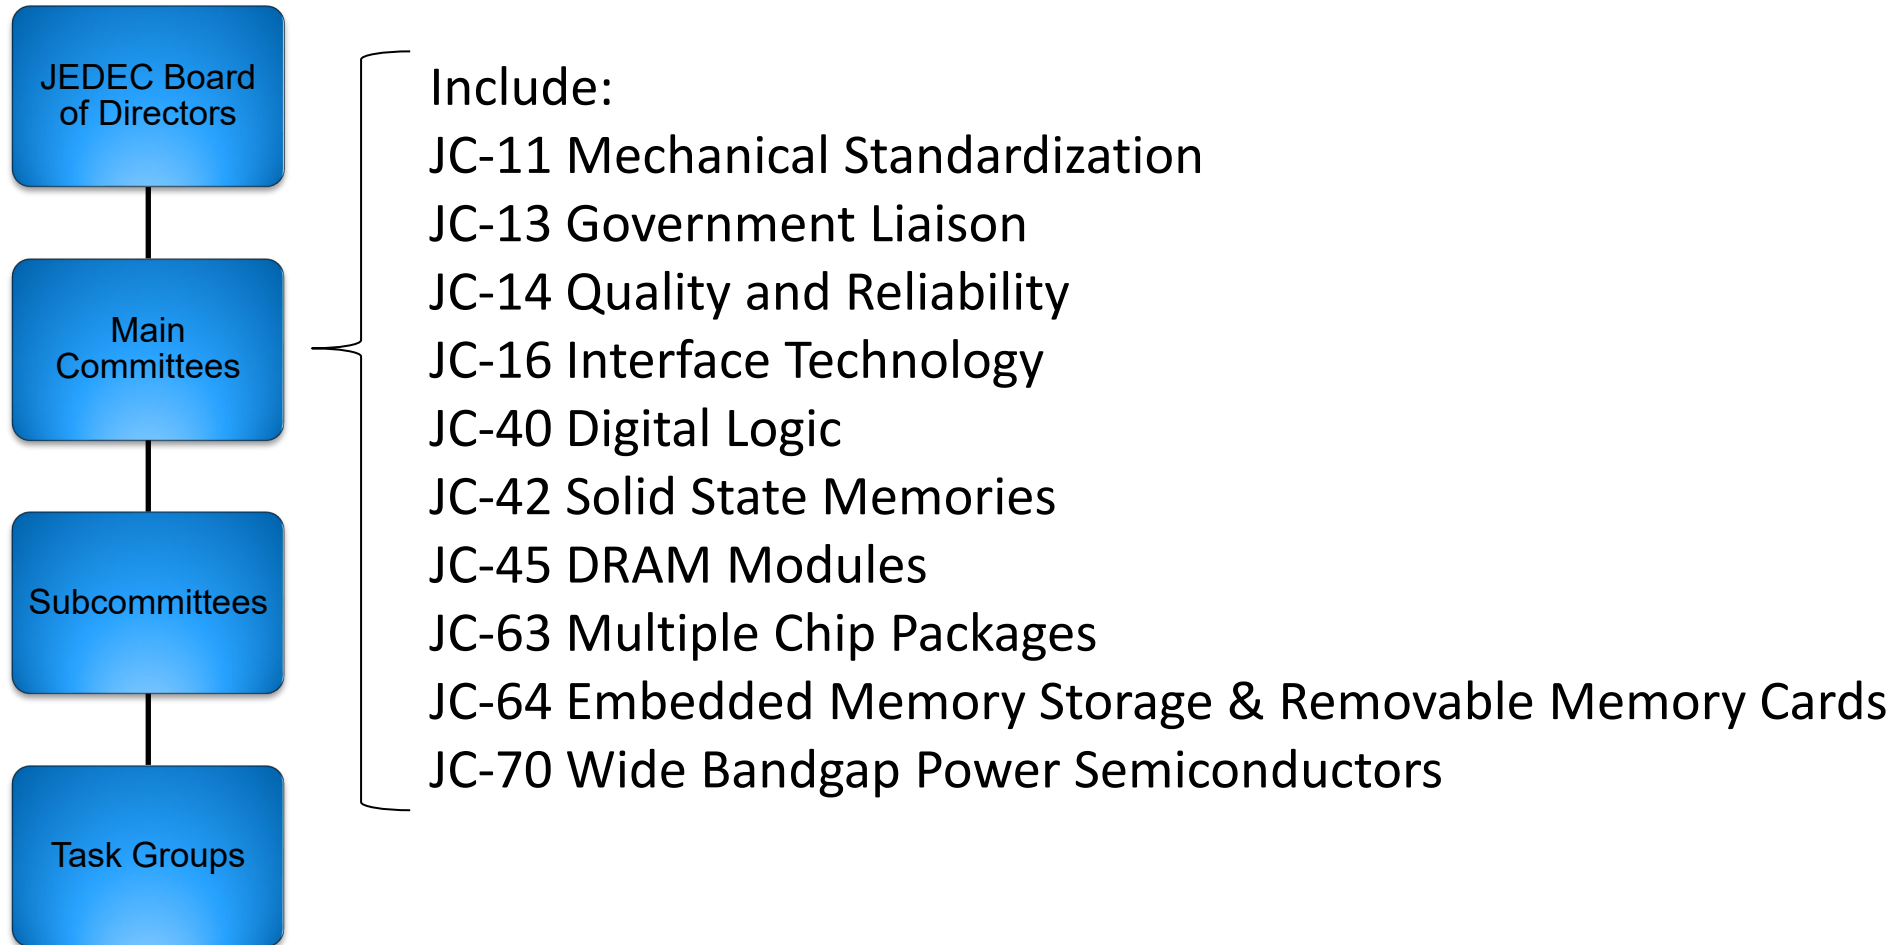 JEDEC Board
of Directors
Main
Committees
Subcommittees
Task Groups
Include:
JC-11 Mechanical Standardization
JC-13 Government Liaison
JC-14 Quality and Reliability
JC-16 Interface Technology
JC-40 Digital Logic
JC-42 Solid State Memories
JC-45 DRAM Modules
JC-63 Multiple Chip Packages
JC-64 Embedded Memory Storage & Removable Memory Cards
JC-70 Wide Bandgap Power Semiconductors